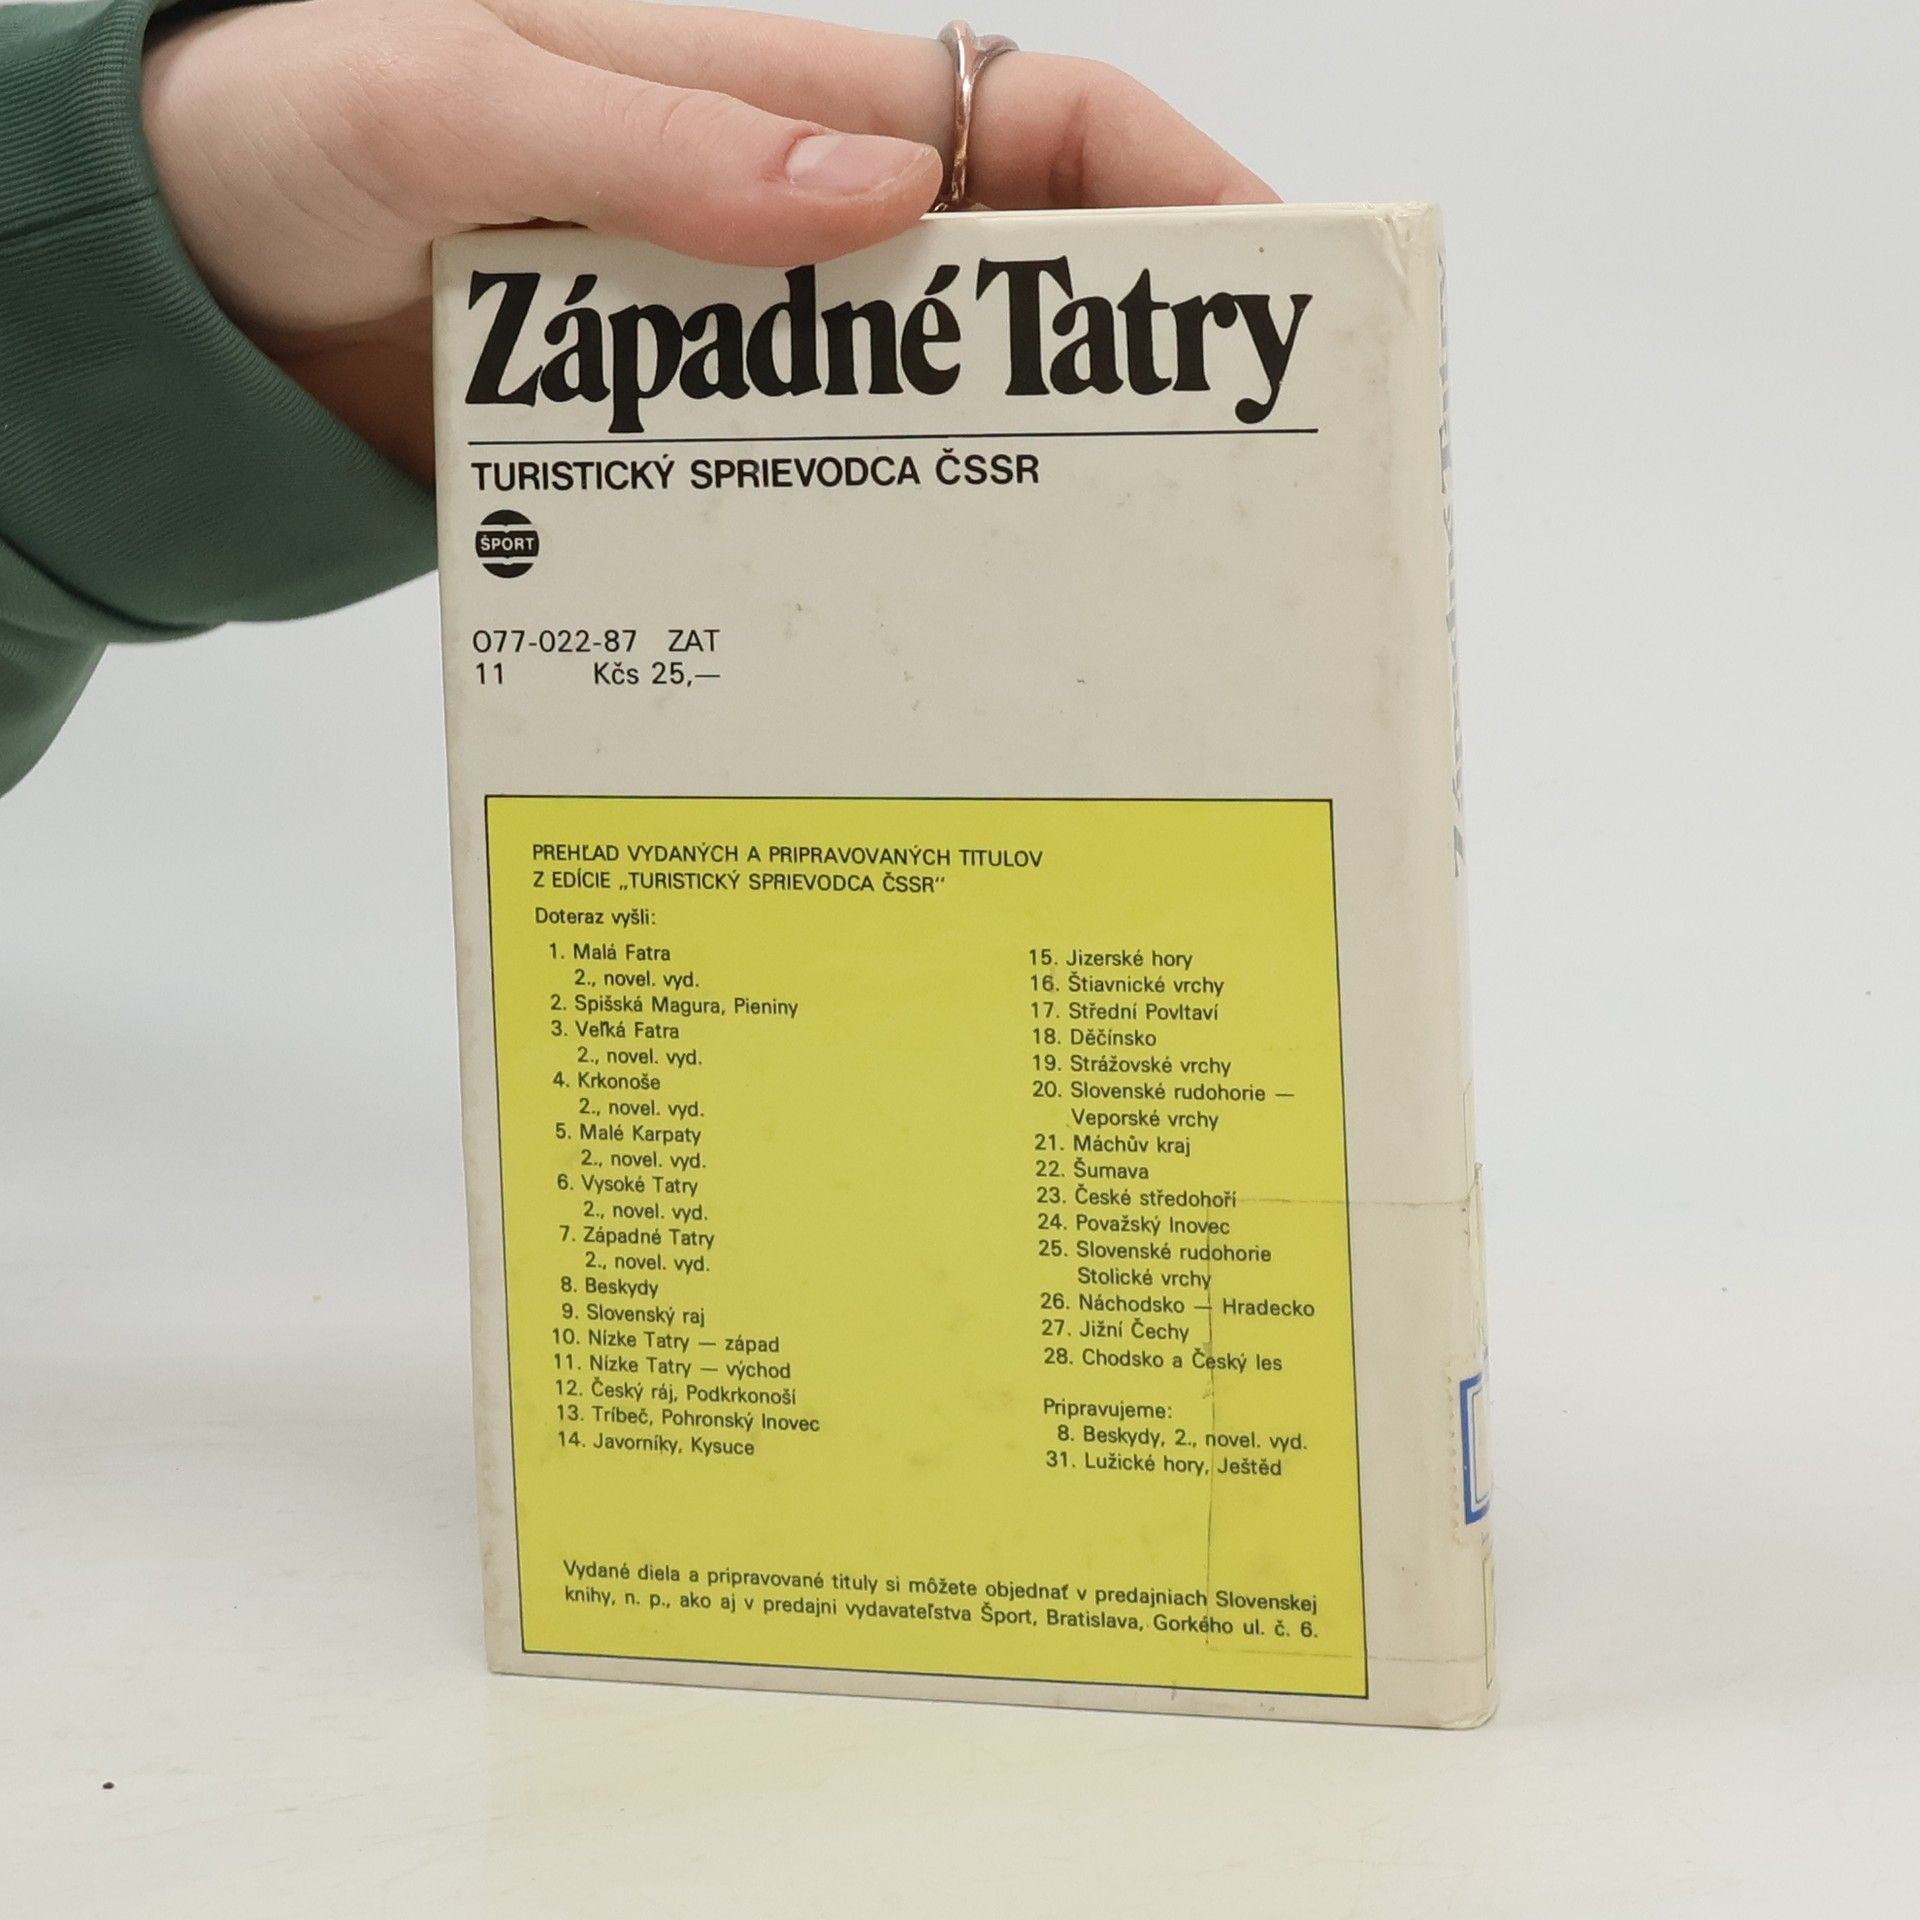 Západné Tatry
TURISTICKÝ SPRIEVODCA ČSSR
ŠPORT
077-022-87 ZAT
11 Kčs 25,—
PREHĽAD VYDANÝCH A PRIPRAVOVANÝCH TITULOV
Z EDÍCIE „TURISTICKÝ SPRIEVODCA ČSSR“
Doteraz vyšli:
1. Malá Fatra
2., novel. vyd.
2. Spišská Magura, Pieniny
3. Veľká Fatra
2., novel. vyd.
4. Krkonoše
2., novel. vyd.
5. Malé Karpaty
2., novel. vyd.
6. Vysoké Tatry
2., novel. vyd.
7. Západné Tatry
2., novel. vyd.
8. Beskydy
9. Slovenský raj
10. Nízke Tatry — západ
11. Nízke Tatry — východ
12. Český ráj, Podkrkonoší
13. Tríbeč, Pohronský Inovec
14. Javorníky, Kysuce
15. Jizerské hory
16. Štiavnické vrchy
17. Střední Povltaví
18. Děčínsko
19. Strážovské vrchy
20. Slovenské rudohorie —
Veporské vrchy
21. Máchův kraj
22. Šumava
23. České středohoří
24. Považský Inovec
25. Slovenské rudohorie
Stolické vrchy
26. Náchodsko — Hradecko
27. Jižní Čechy
28. Chodsko a Český les
Pripravujeme:
8. Beskydy, 2., novel. vyd.
31. Lužické hory, Ještěd
Vydané diela a pripravované tituly si môžete objednať v predajniach Slovenskej
knihy, n. p., ako aj v predajni vydavateľstva Šport, Bratislava, Gorkého ul. č. 6.